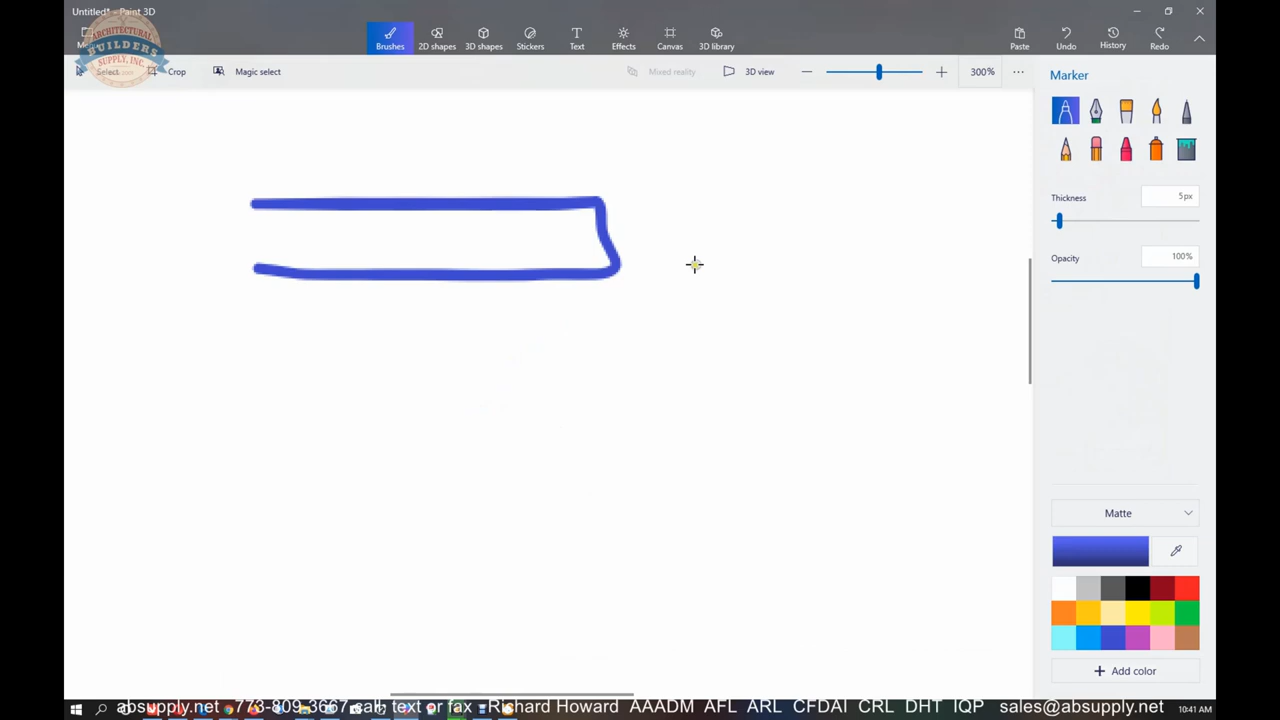 Untitled* - Paint 3D
Brushes
2D shapes
3D shapes
Stickers
Text
Effects
Canvas
3D library
Paste
Undo
History
Redo
ARCHITECTURAL
BUILDERS
SUPPLY, INC
Select
Crop
Magic select
Mixed reality
3D view
300%
Marker
Thickness
5px
Opacity
100%
Matte
Add color
absupply.net 773-809-3667 call, text or fax Richard Howard AAADM AFL ARL CFDAI CRL DHT IQP sales@absupply.net
10:41 AM